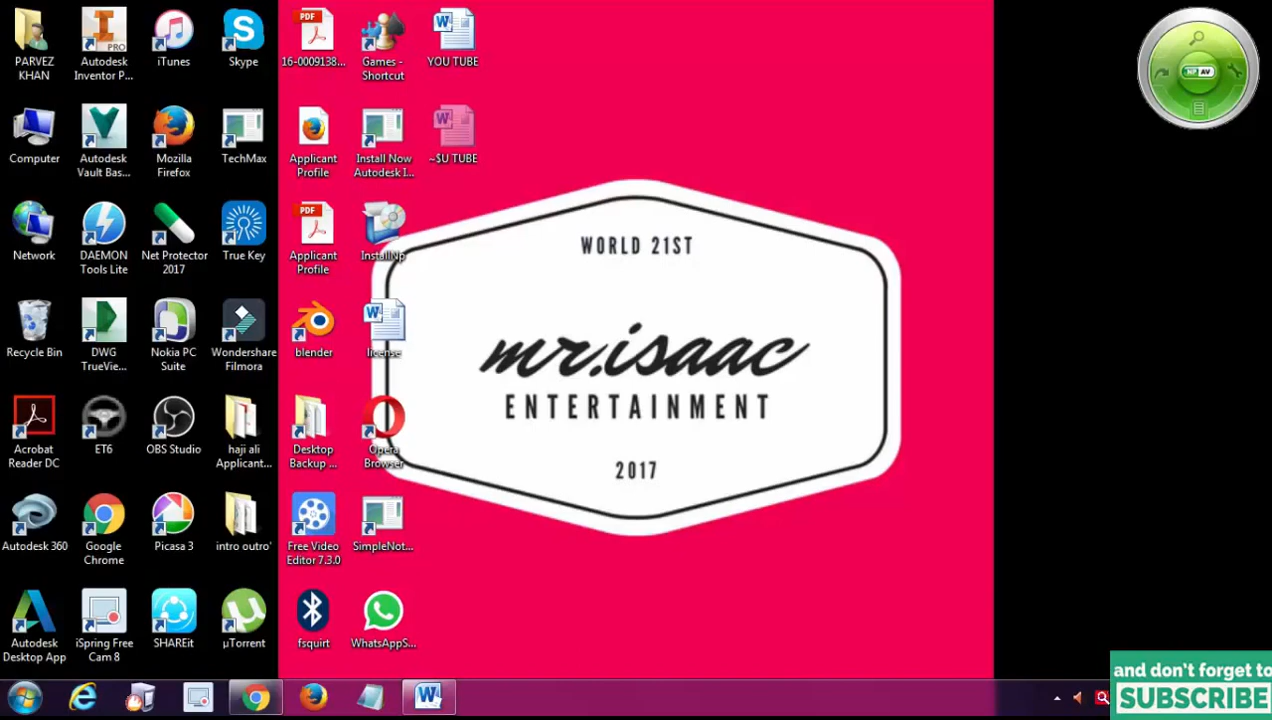 PARVEZ
KHAN
Autodesk
Inventor P...
PRO
iTunes
Skype
PDF
16-0009138...
Games -
Shortcut
YOU TUBE
Computer
Autodesk
Vault Bas...
Mozilla
Firefox
TechMax
Applicant
Profile
Install Now
Autodesk I...
~$U TUBE
Network
DAEMON
Tools Lite
Net Protector
2017
True Key
PDF
Applicant
Profile
InstallNp
Recycle Bin
DWG
TrueVie...
Nokia PC
Suite
Wondershare
Filmora
blender
license
Acrobat
Reader DC
ET6
OBS Studio
haji ali
Applicant...
Desktop
Backup ...
Opera
Browser
Autodesk 360
Google
Chrome
Picasa 3
intro outro'
Free Video
Editor 7.3.0
SimpleNot...
Autodesk
Desktop App
iSpring Free
Cam 8
SHAREit
µTorrent
fsquirt
WhatsAppS...
WORLD 21ST
mr.isaac
ENTERTAINMENT
2017
AV
and don't forget to
SUBSCRIBE